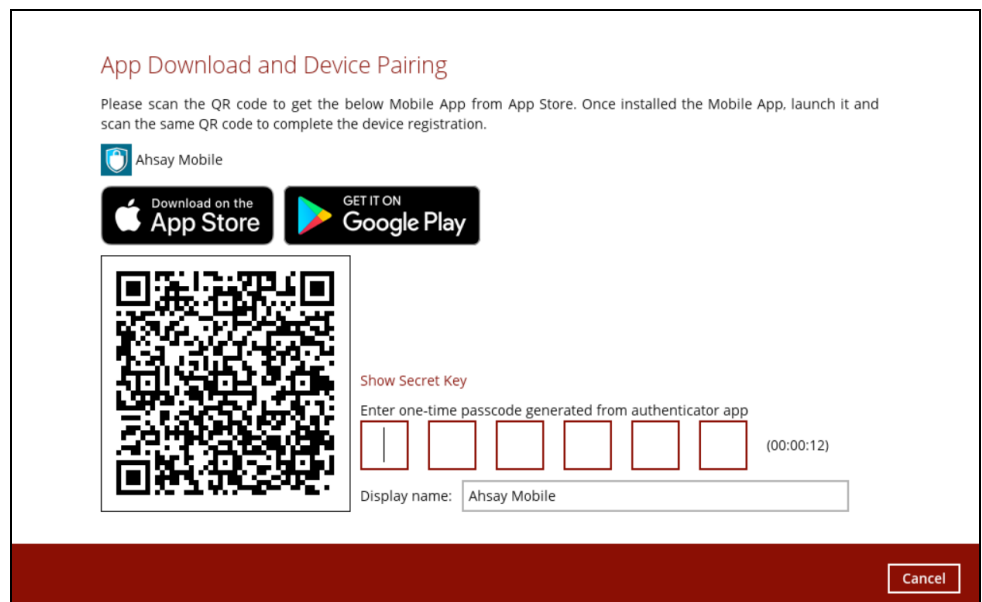 App Download and Device Pairing
Please scan the QR code to get the below Mobile App from App Store. Once installed the Mobile App, launch it and
scan the same QR code to complete the device registration.
Ahsay Mobile
Download on the
App Store
GET IT ON
Google Play
Show Secret Key
Enter one-time passcode generated from authenticator app
(00:00:12)
Display name: Ahsay Mobile
Cancel